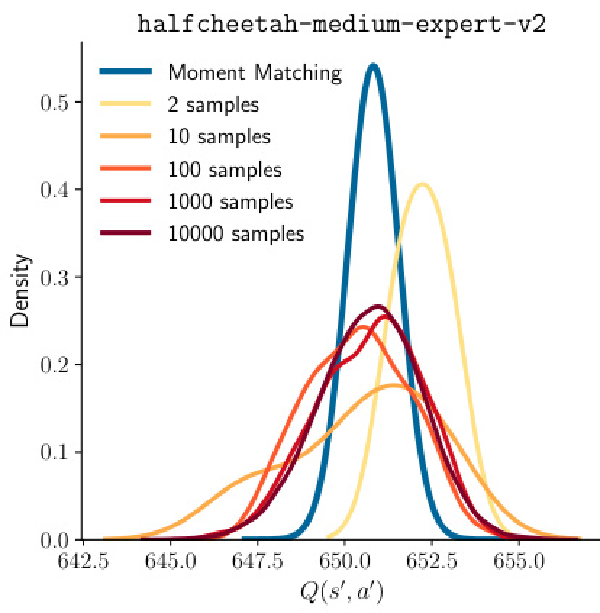 halfcheetah-medium-expert-v2
Moment Matching
2 samples
10 samples
100 samples
1000 samples
10000 samples
Density
0.5
0.4
0.3
0.2
0.1
0.0
642.5 645.0 647.5 650.0 652.5 655.0
Q(s′, a′)